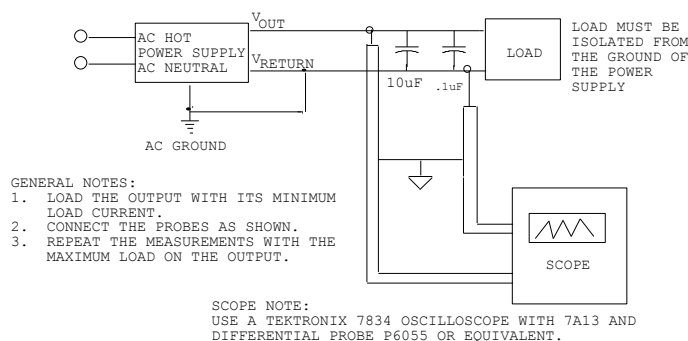 VOUT
AC HOT
POWER SUPPLY
AC NEUTRAL
VRETURN
LOAD
LOAD MUST BE
ISOLATED FROM
THE GROUND OF
THE POWER
SUPPLY
10uF
.1uF
AC GROUND
GENERAL NOTES:
1. LOAD THE OUTPUT WITH ITS MINIMUM
LOAD CURRENT.
2. CONNECT THE PROBES AS SHOWN.
3. REPEAT THE MEASUREMENTS WITH THE
MAXIMUM LOAD ON THE OUTPUT.
SCOPE
SCOPE NOTE:
USE A TEKTRONIX 7834 OSCILLOSCOPE WITH 7A13 AND
DIFFERENTIAL PROBE P6055 OR EQUIVALENT.